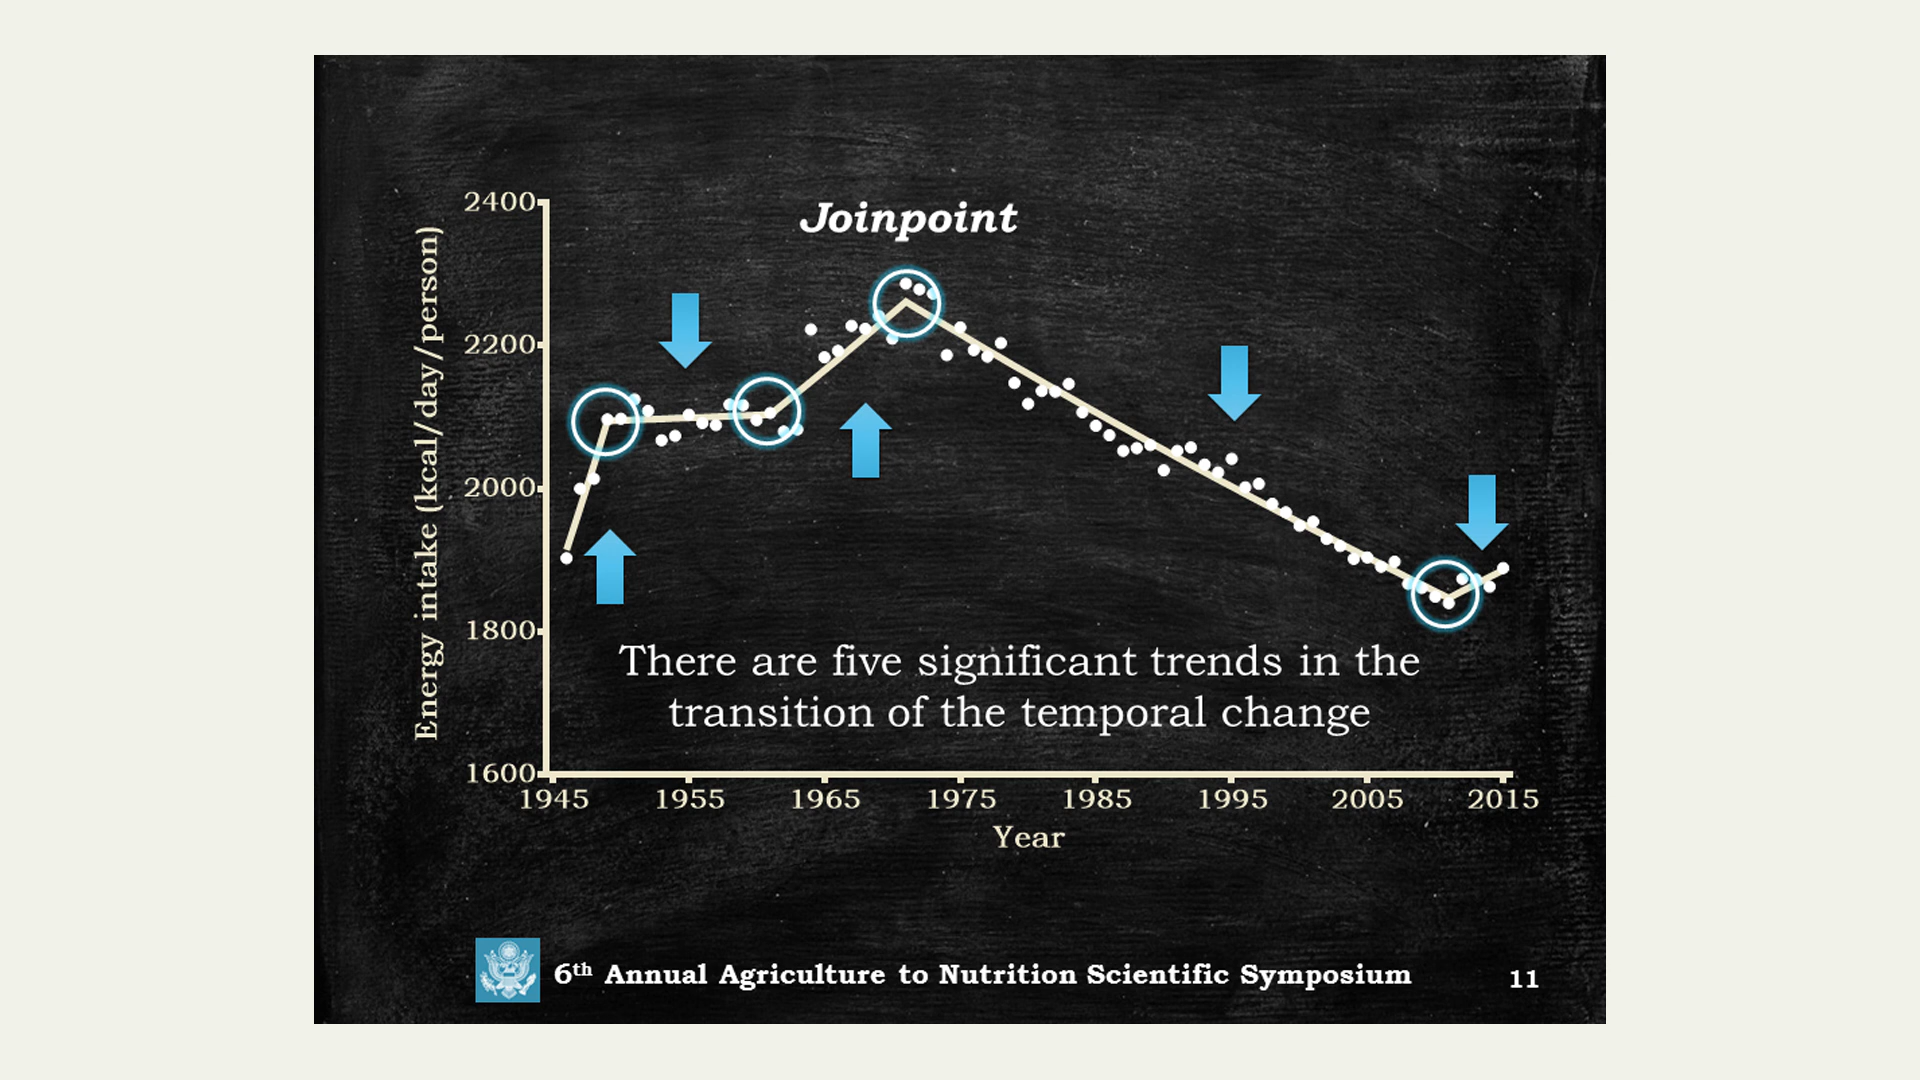 Joinpoint
2400
2200
2000
1800
1600
Energy intake (kcal/day/person)
There are five significant trends in the
transition of the temporal change
1945 1955 1965 1975 1985 1995 2005 2015
Year
6th Annual Agriculture to Nutrition Scientific Symposium
11